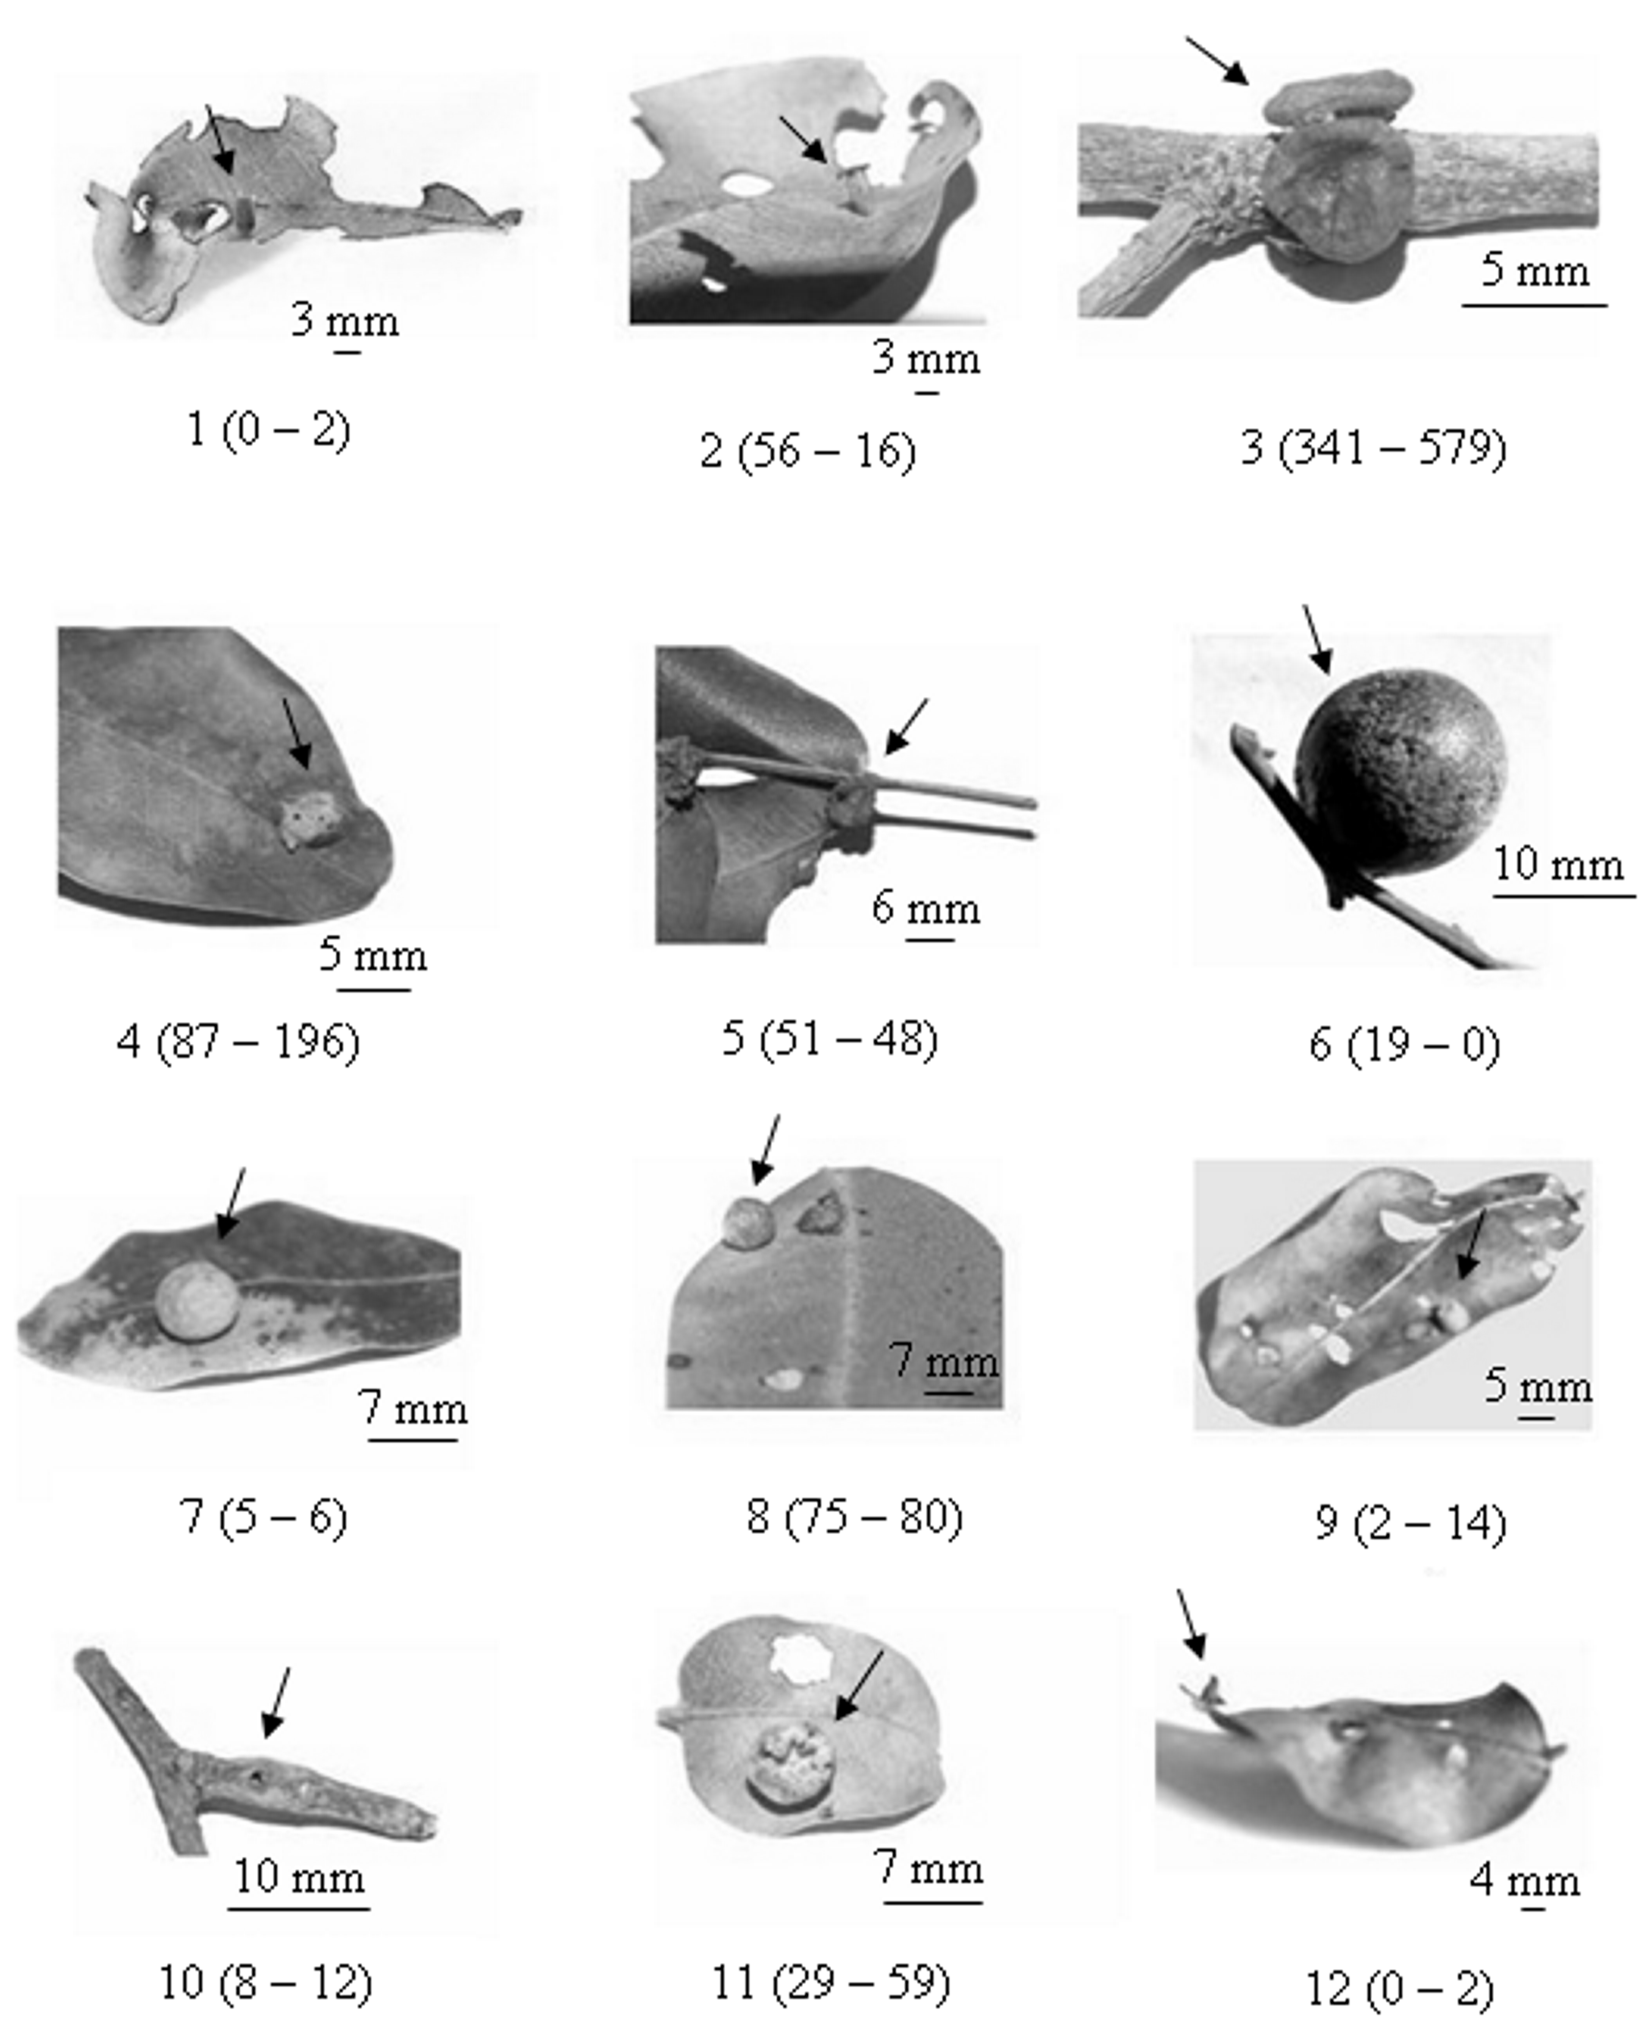 3 mm
3 mm
5 mm
1 (0 – 2)
2 (56 – 16)
3 (341 – 579)
5 mm
6 mm
10 mm
4 (87 – 196)
5 (51 – 48)
6 (19 – 0)
7 mm
7 mm
5 mm
7 (5 – 6)
8 (75 – 80)
9 (2 – 14)
10 mm
7 mm
4 mm
10 (8 – 12)
11 (29 – 59)
12 (0 – 2)